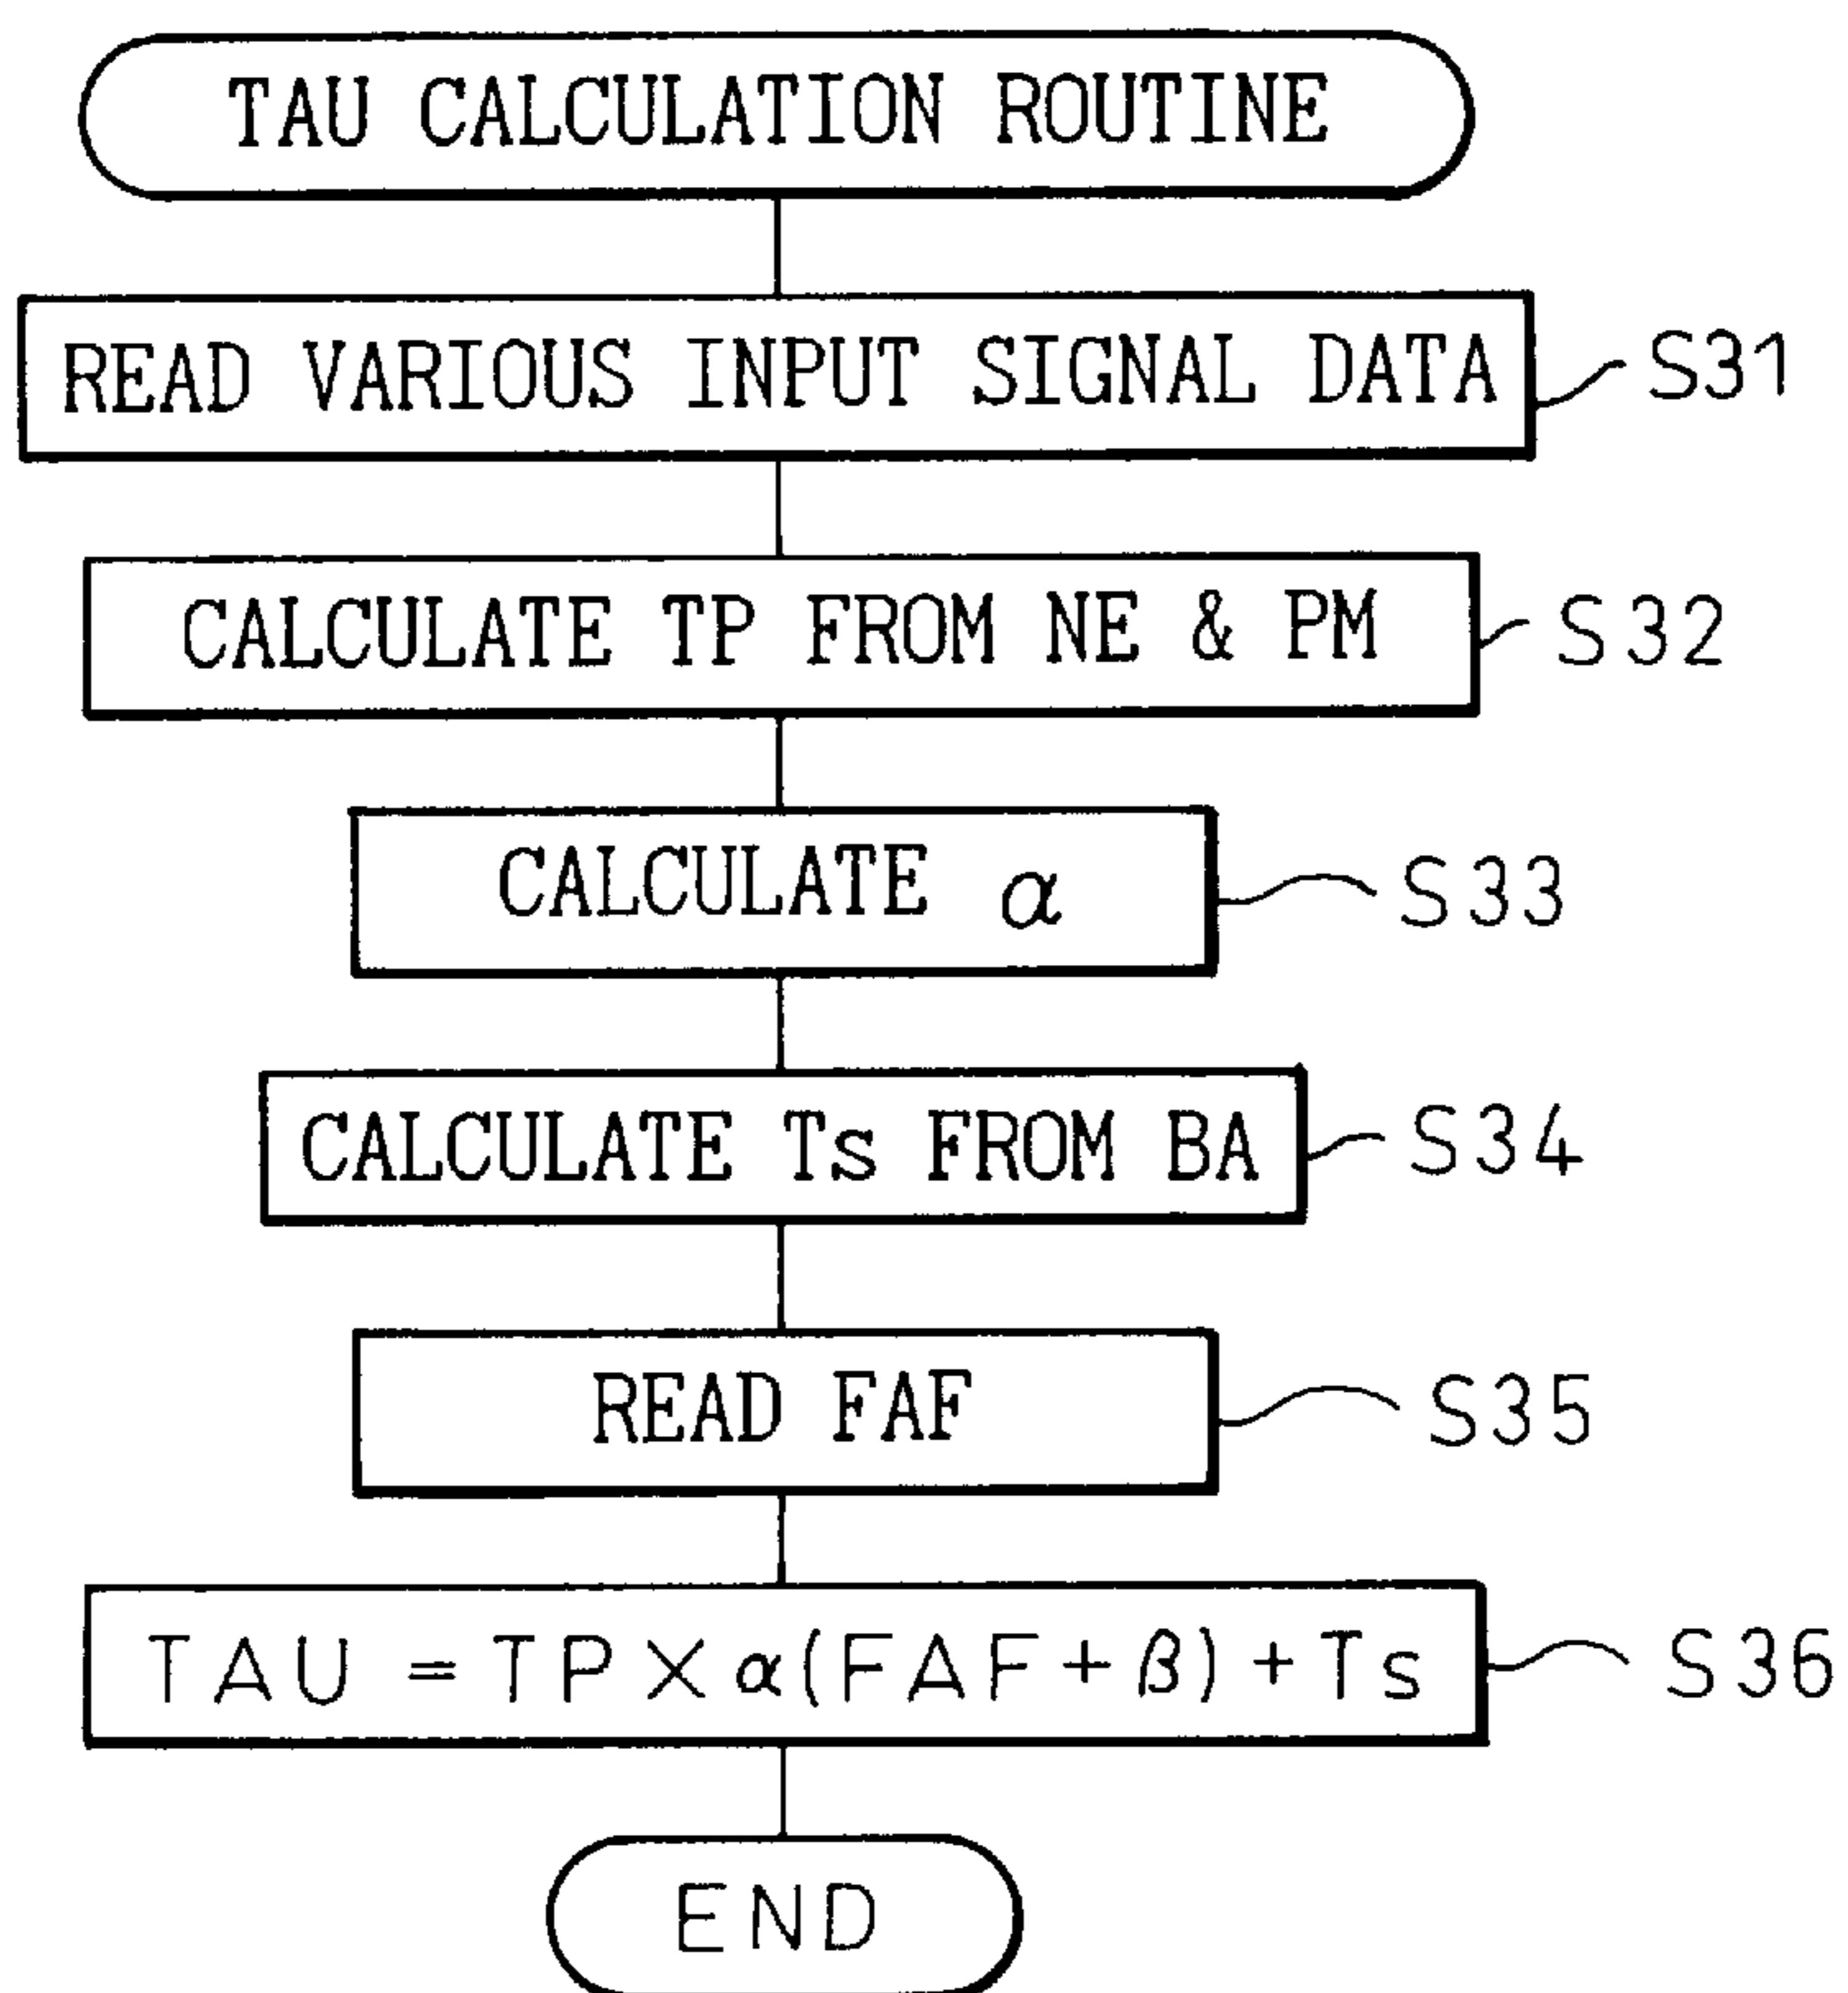 TAU CALCULATION ROUTINE
READ VARIOUS INPUT SIGNAL DATA
S31
CALCULATE TP FROM NE & PM
S32
CALCULATE α
S33
CALCULATE Ts FROM BA
S34
READ FAF
S35
TAU = TP X α(FAF+β)+Ts
S36
END